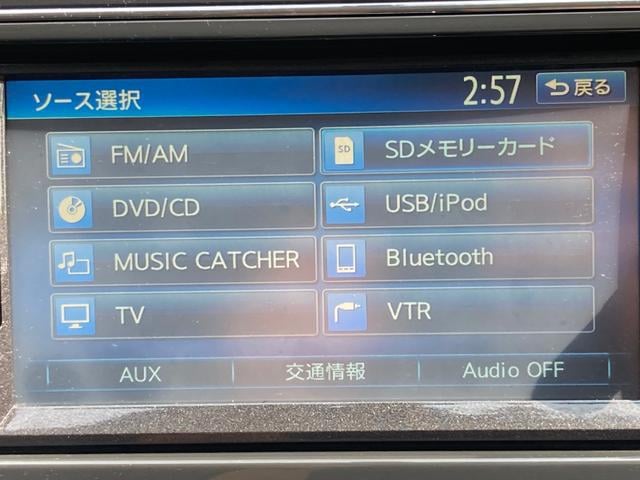 ソース選択 2:57 戻る
FM/AM SDメモリーカード
SD
DVD/CD USB/iPod
MUSIC CATCHER Bluetooth
TV VTR
AUX 交通情報 Audio OFF